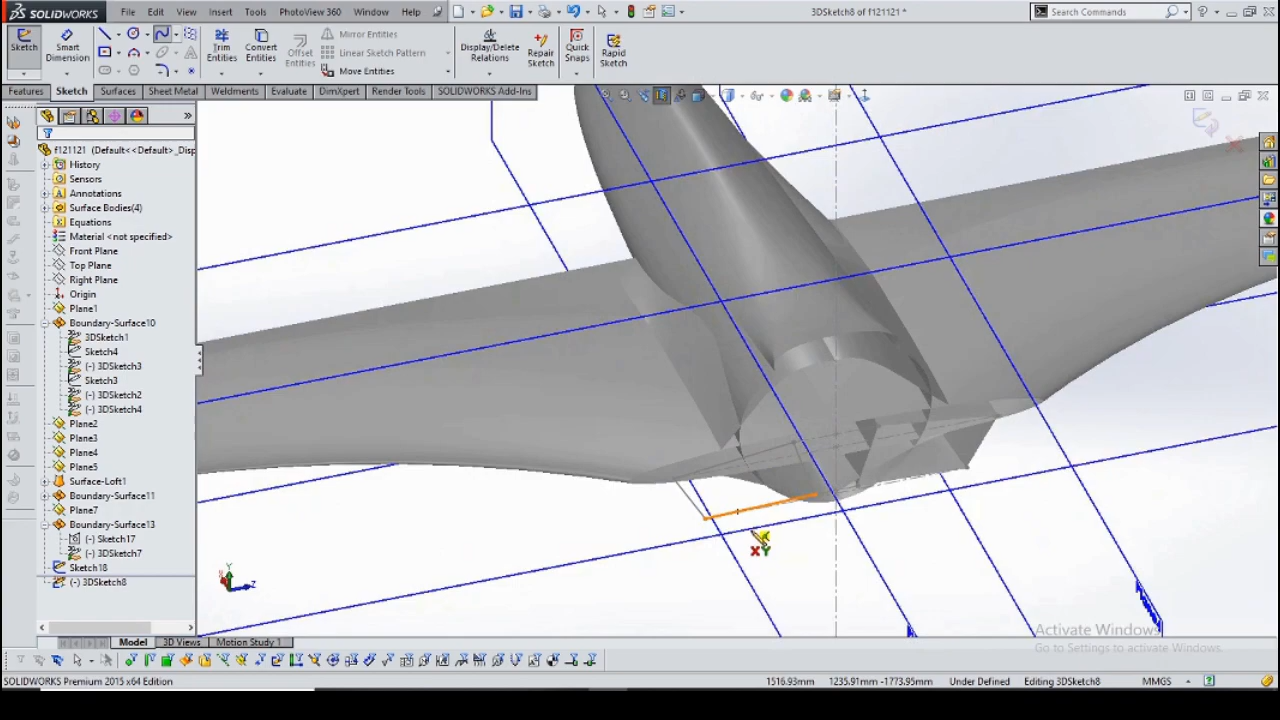 SOLIDWORKS
File
Edit
View
Insert
Tools
PhotoView 360
Window
Help
3DSketch8 of f121121 *
Search Commands
Sketch
Smart Dimension
Trim Entities
Convert Entities
Offset Entities
Mirror Entities
Linear Sketch Pattern
Move Entities
Display/Delete Relations
Repair Sketch
Quick Snaps
Rapid Sketch
Features
Sketch
Surfaces
Sheet Metal
Weldments
Evaluate
DimXpert
Render Tools
SOLIDWORKS Add-Ins
f121121 (Default<<Default>_Disp
History
Sensors
Annotations
Surface Bodies(4)
Equations
Material <not specified>
Front Plane
Top Plane
Right Plane
Origin
Plane1
Boundary-Surface10
3DSketch1
Sketch4
(-) 3DSketch3
Sketch3
(-) 3DSketch2
(-) 3DSketch4
Plane2
Plane3
Plane4
Plane5
Surface-Loft1
Boundary-Surface11
Plane7
Boundary-Surface13
(-) Sketch17
(-) 3DSketch7
Sketch18
(-) 3DSketch8
XY
Z
Activate Windows
Go to Settings to activate Windows.
Model
3D Views
Motion Study 1
SOLIDWORKS Premium 2015 x64 Edition
1516.93mm
1235.91mm -1773.95mm
Under Defined
Editing 3DSketch8
MMGS